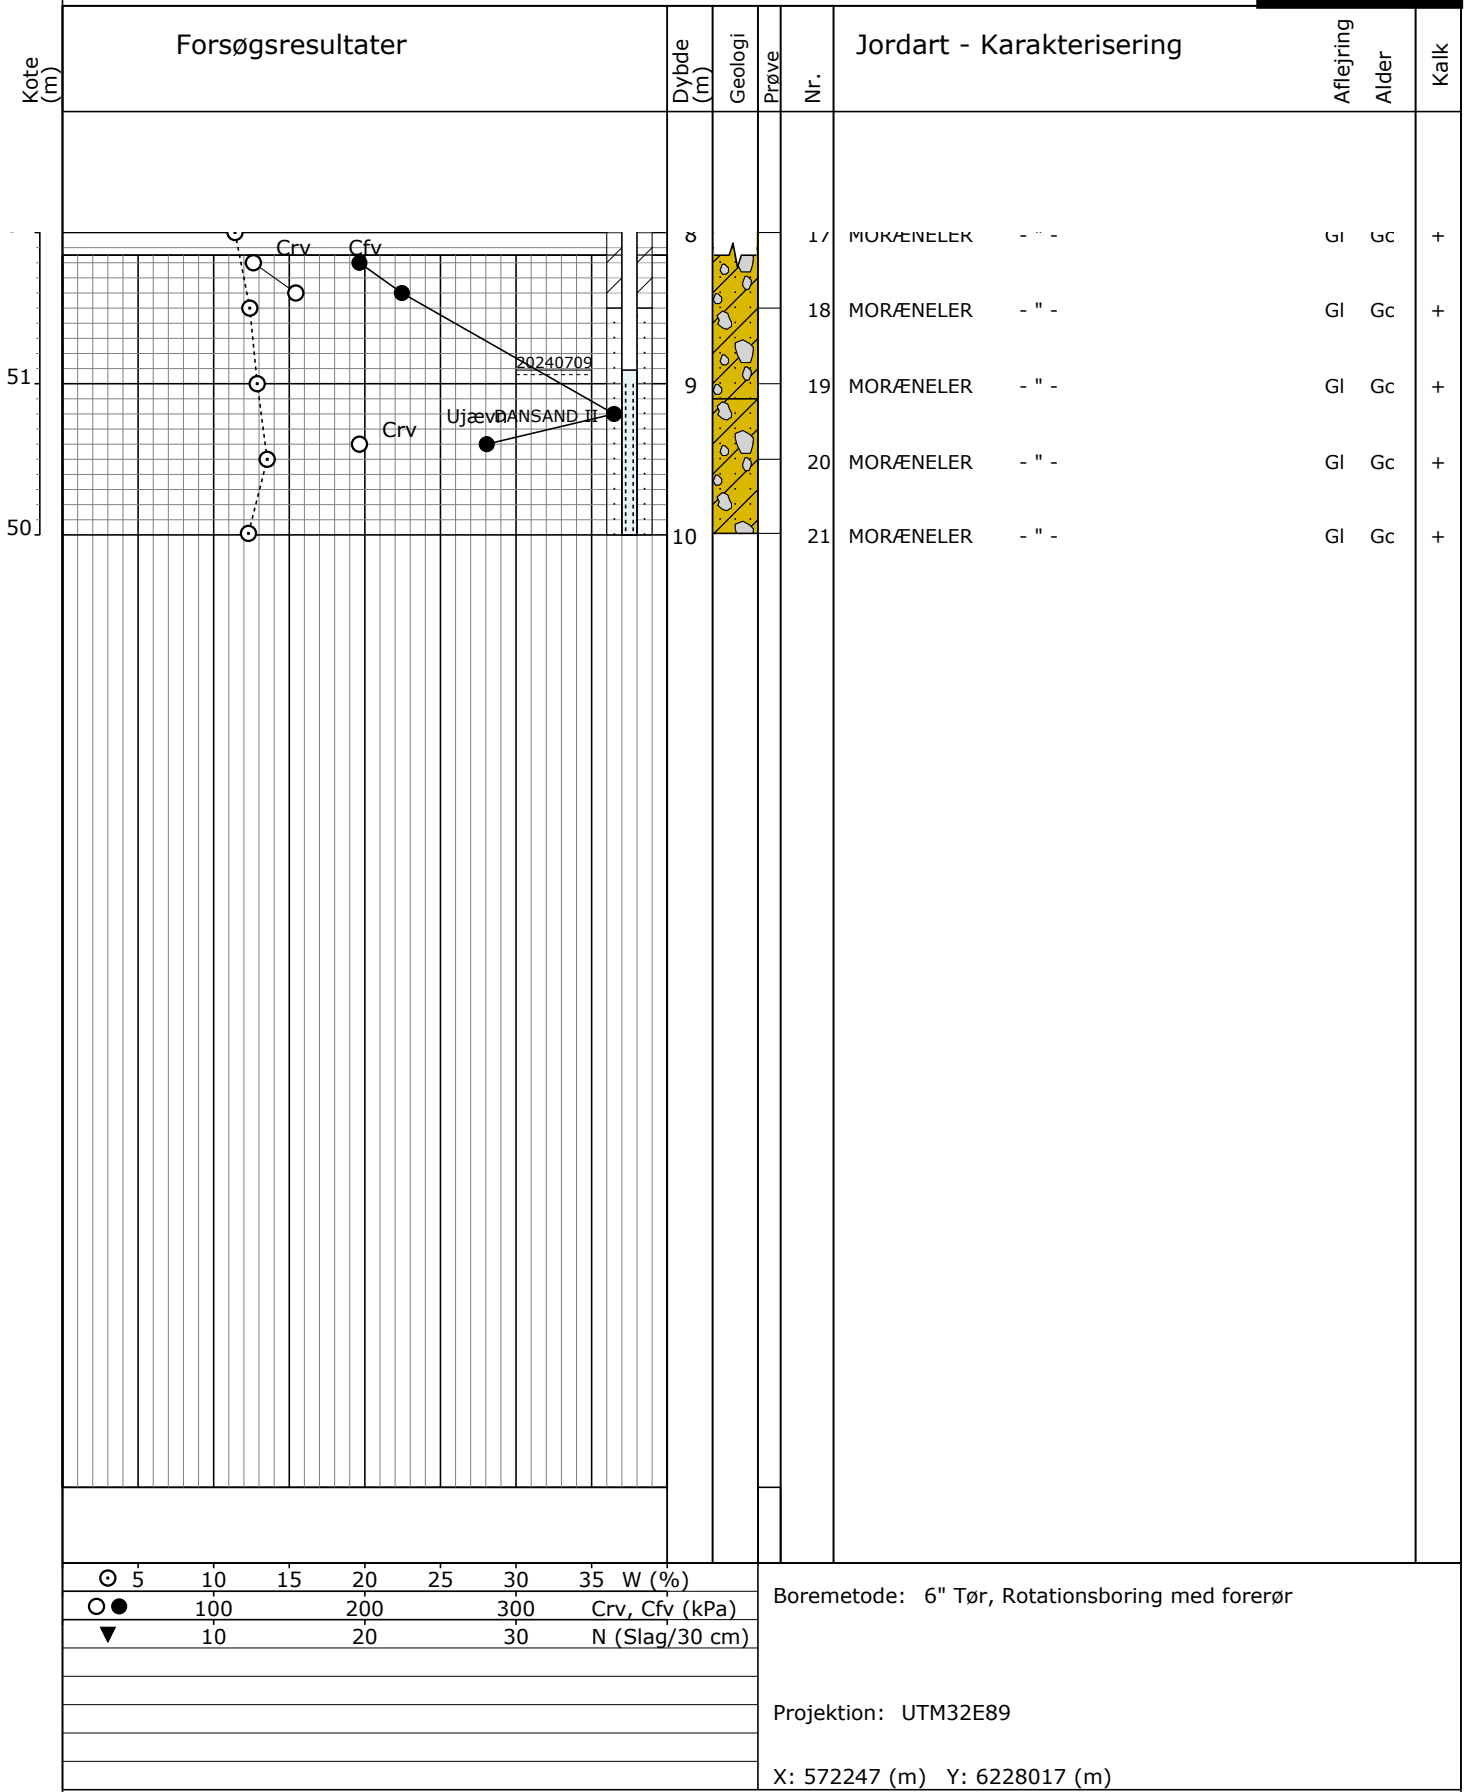 Kote (m)
Forsøgsresultater
Dybde (m)
Geologi
Prøve
Nr.
Jordart - Karakterisering
Aflejring
Alder
Kalk
8
17 MORÆNELER - " - Gl Gc +
Crv Cfv
18 MORÆNELER - " - Gl Gc +
20240709
51
9
19 MORÆNELER - " - Gl Gc +
Ujævn DANSAND II
Crv
20 MORÆNELER - " - Gl Gc +
50
10
21 MORÆNELER - " - Gl Gc +
5 10 15 20 25 30 35 W (%)
100 200 300 Crv, Cfv (kPa)
10 20 30 N (Slag/30 cm)
Boremetode: 6" Tør, Rotationsboring med forerør
Projektion: UTM32E89
X: 572247 (m) Y: 6228017 (m)